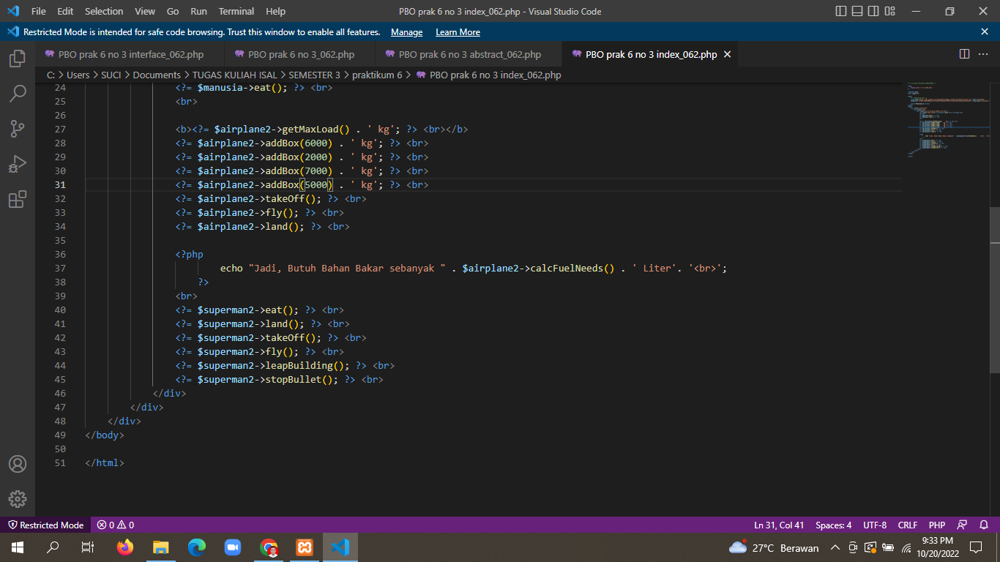 File Edit Selection View Go Run Terminal Help PBO prak 6 no 3 index_062.php - Visual Studio Code
Restricted Mode is intended for safe code browsing. Trust this window to enable all features. Manage Learn More
PBO prak 6 no 3 interface_062.php PBO prak 6 no 3_062.php PBO prak 6 no 3 abstract_062.php PBO prak 6 no 3 index_062.php
C: > Users > SUCI > Documents > TUGAS KULIAH ISAL > SEMESTER 3 > praktikum 6 > PBO prak 6 no 3 index_062.php
24 <?= $manusia->eat(); ?> <br>
25 <br>
26
27 <b><?= $airplane2->getMaxLoad() . ' kg'; ?> <br></b>
28 <?= $airplane2->addBox(6000) . ' kg'; ?> <br>
29 <?= $airplane2->addBox(2000) . ' kg'; ?> <br>
30 <?= $airplane2->addBox(7000) . ' kg'; ?> <br>
31 <?= $airplane2->addBox(5000) . ' kg'; ?> <br>
32 <?= $airplane2->takeOff(); ?> <br>
33 <?= $airplane2->fly(); ?> <br>
34 <?= $airplane2->land(); ?> <br>
35
36 <?php
37 echo "Jadi, Butuh Bahan Bakar sebanyak " . $airplane2->calcFuelNeeds() . ' Liter'. '<br>';
38 ?>
39 <br>
40 <?= $superman2->eat(); ?> <br>
41 <?= $superman2->land(); ?> <br>
42 <?= $superman2->takeOff(); ?> <br>
43 <?= $superman2->fly(); ?> <br>
44 <?= $superman2->leapBuilding(); ?> <br>
45 <?= $superman2->stopBullet(); ?> <br>
46 </div>
47 </div>
48 </div>
49 </body>
50
51 </html>
Restricted Mode 0 0 Ln 31, Col 41 Spaces: 4 UTF-8 CRLF PHP
27°C Berawan 9:33 PM
10/20/2022